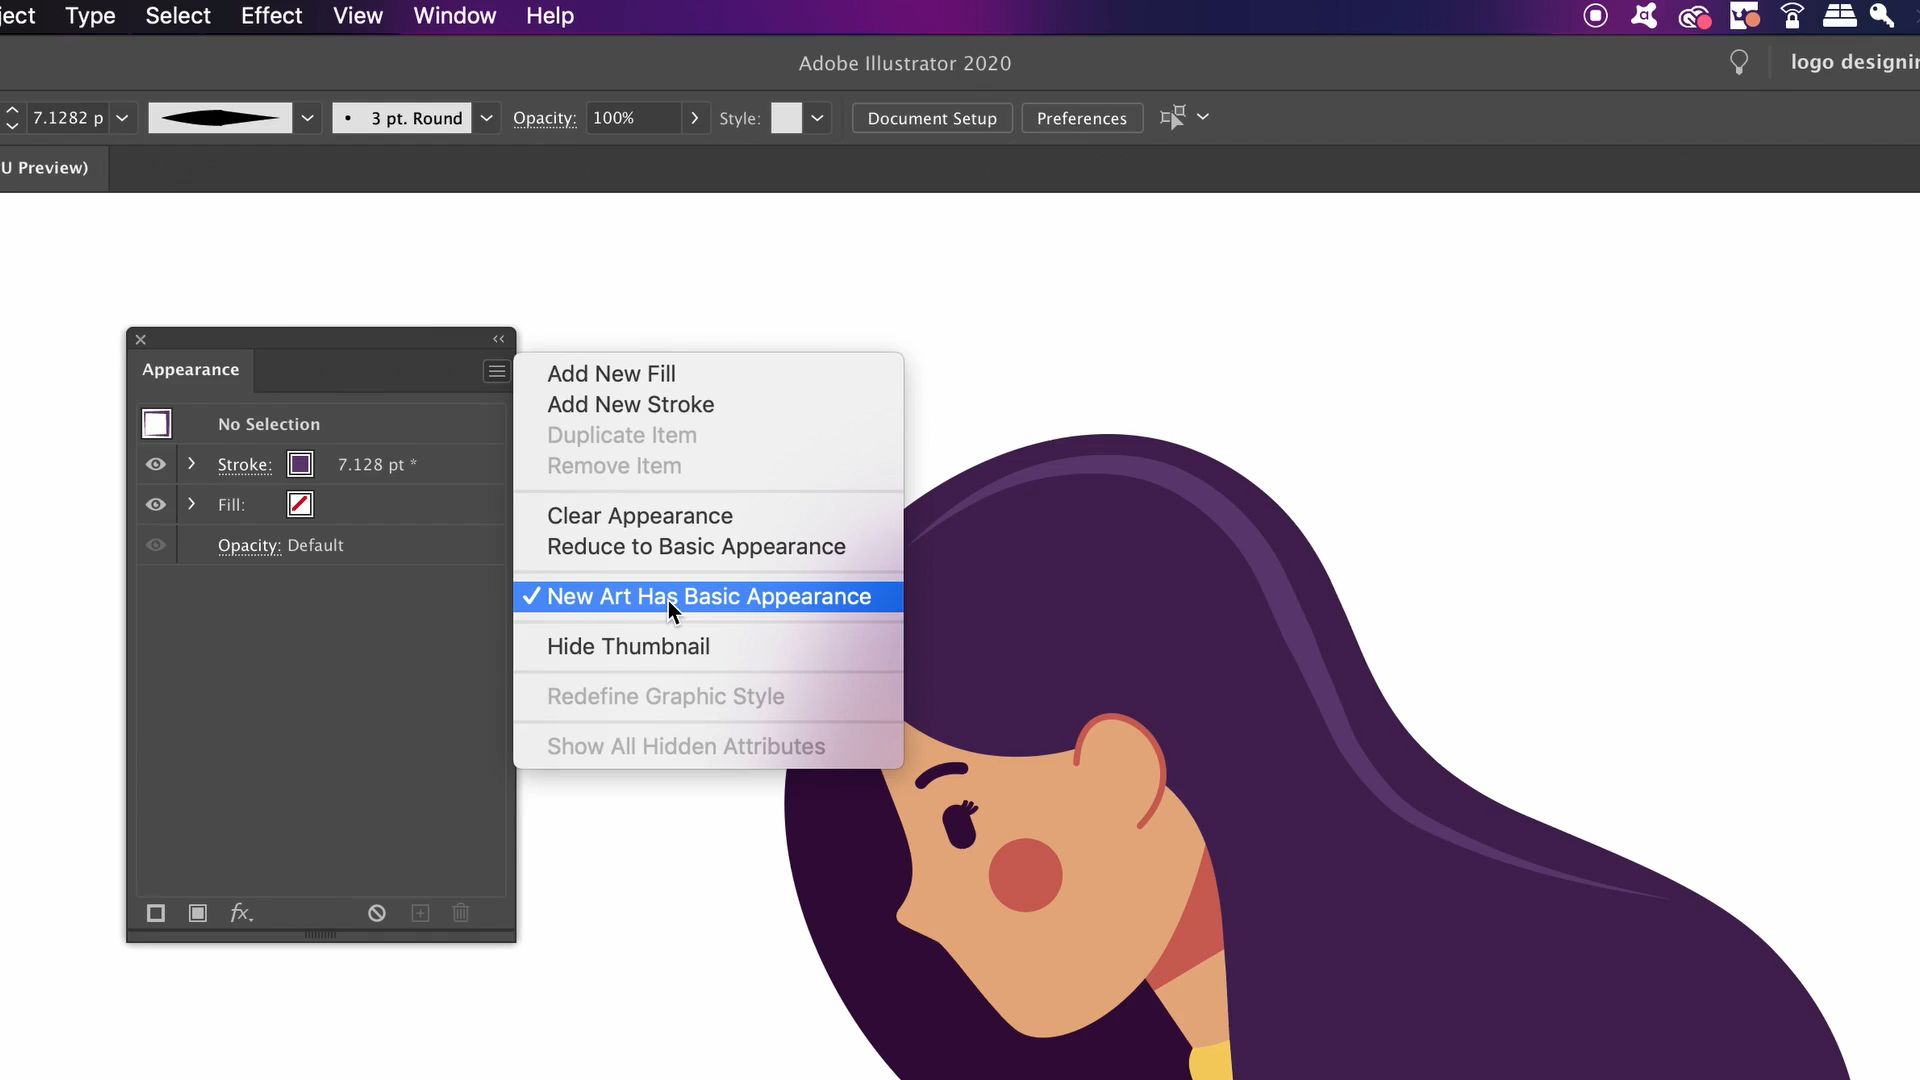 ject Type Select Effect View Window Help
Adobe Illustrator 2020
logo designin
7.1282 p
3 pt. Round
Opacity: 100%
Style:
Document Setup
Preferences
U Preview)
Appearance
No Selection
Stroke: 7.128 pt *
Fill:
Opacity: Default
fx
Add New Fill
Add New Stroke
Duplicate Item
Remove Item
Clear Appearance
Reduce to Basic Appearance
✓ New Art Has Basic Appearance
Hide Thumbnail
Redefine Graphic Style
Show All Hidden Attributes